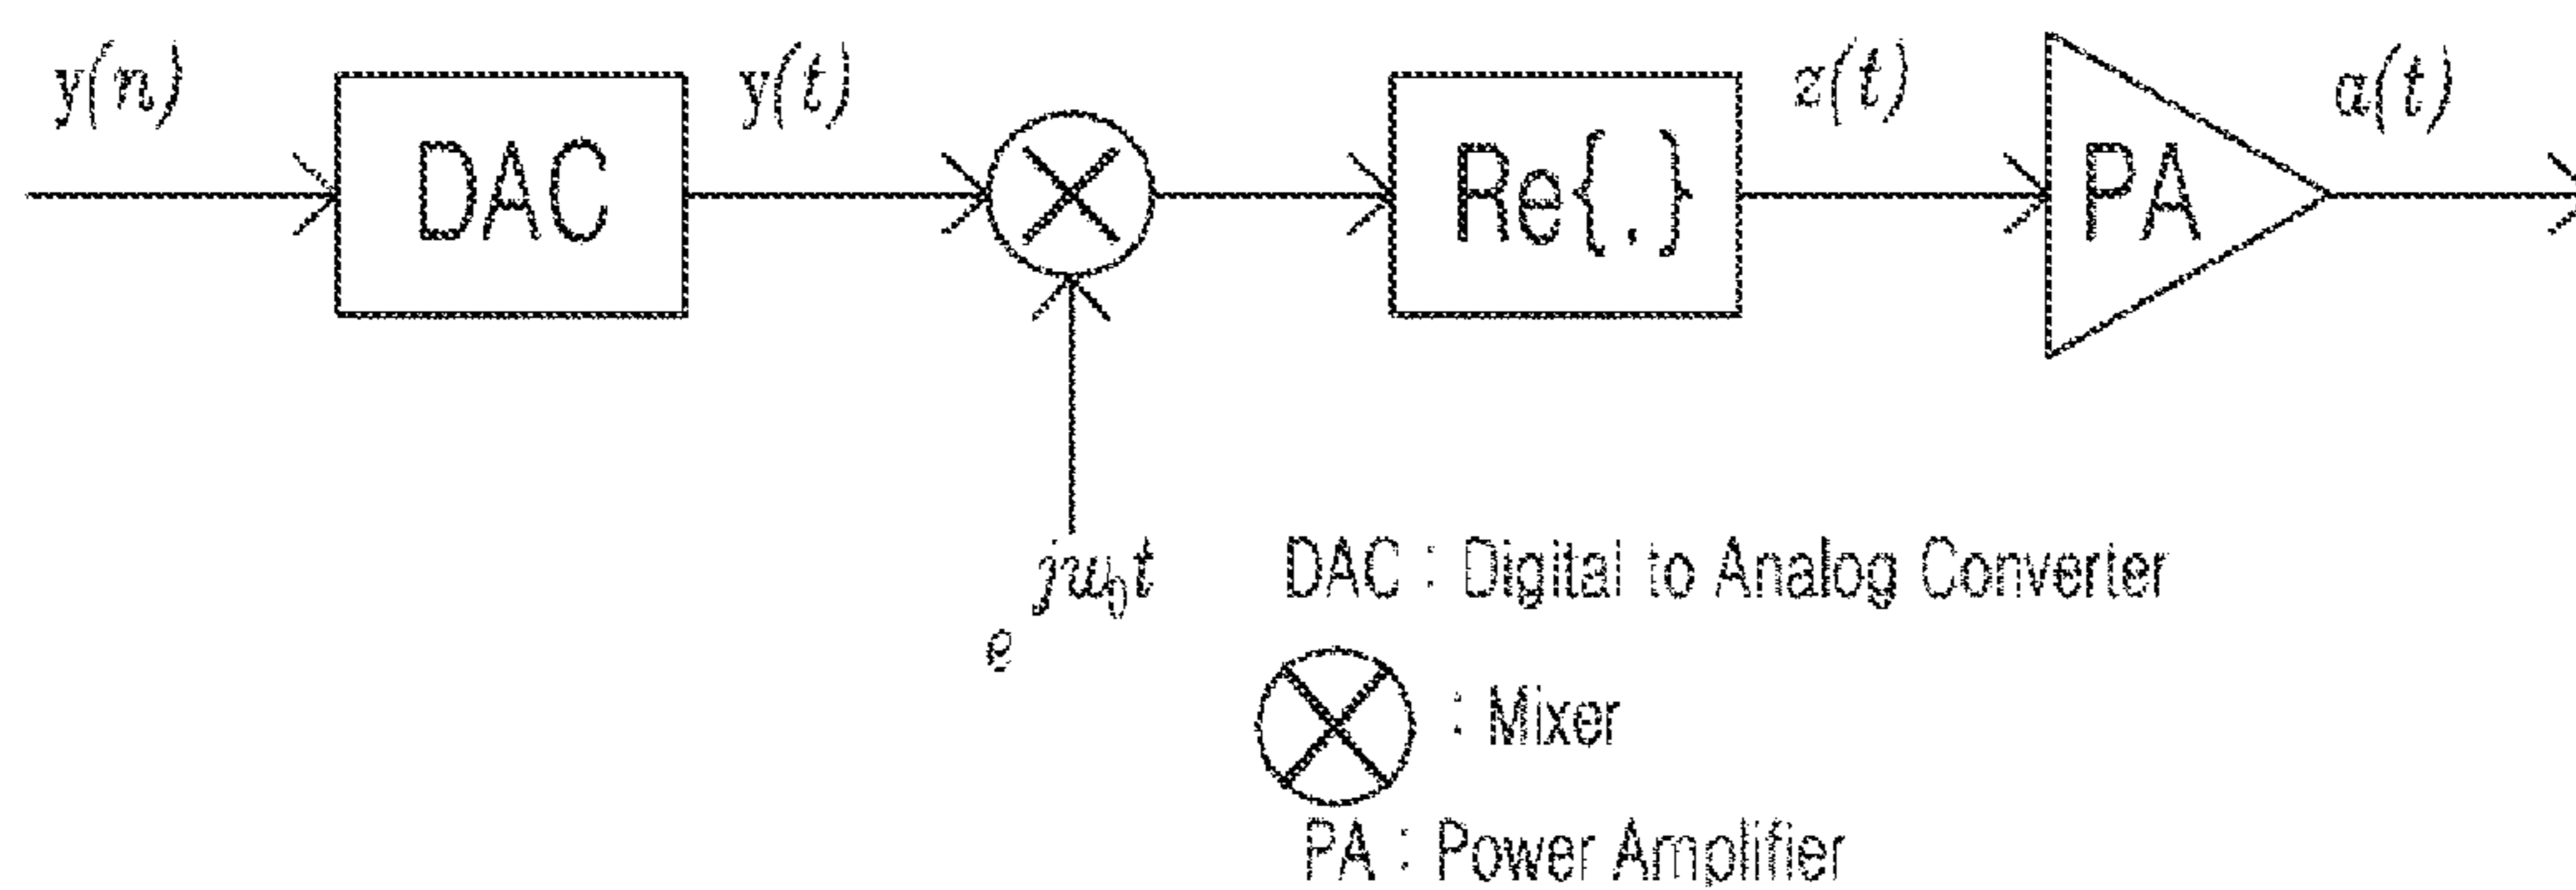 y(n)
DAC
y(t)
Re{.}
z(t)
PA
a(t)
e^{jω₀t}
DAC : Digital to Analog Converter
: Mixer
PA : Power Amplifier